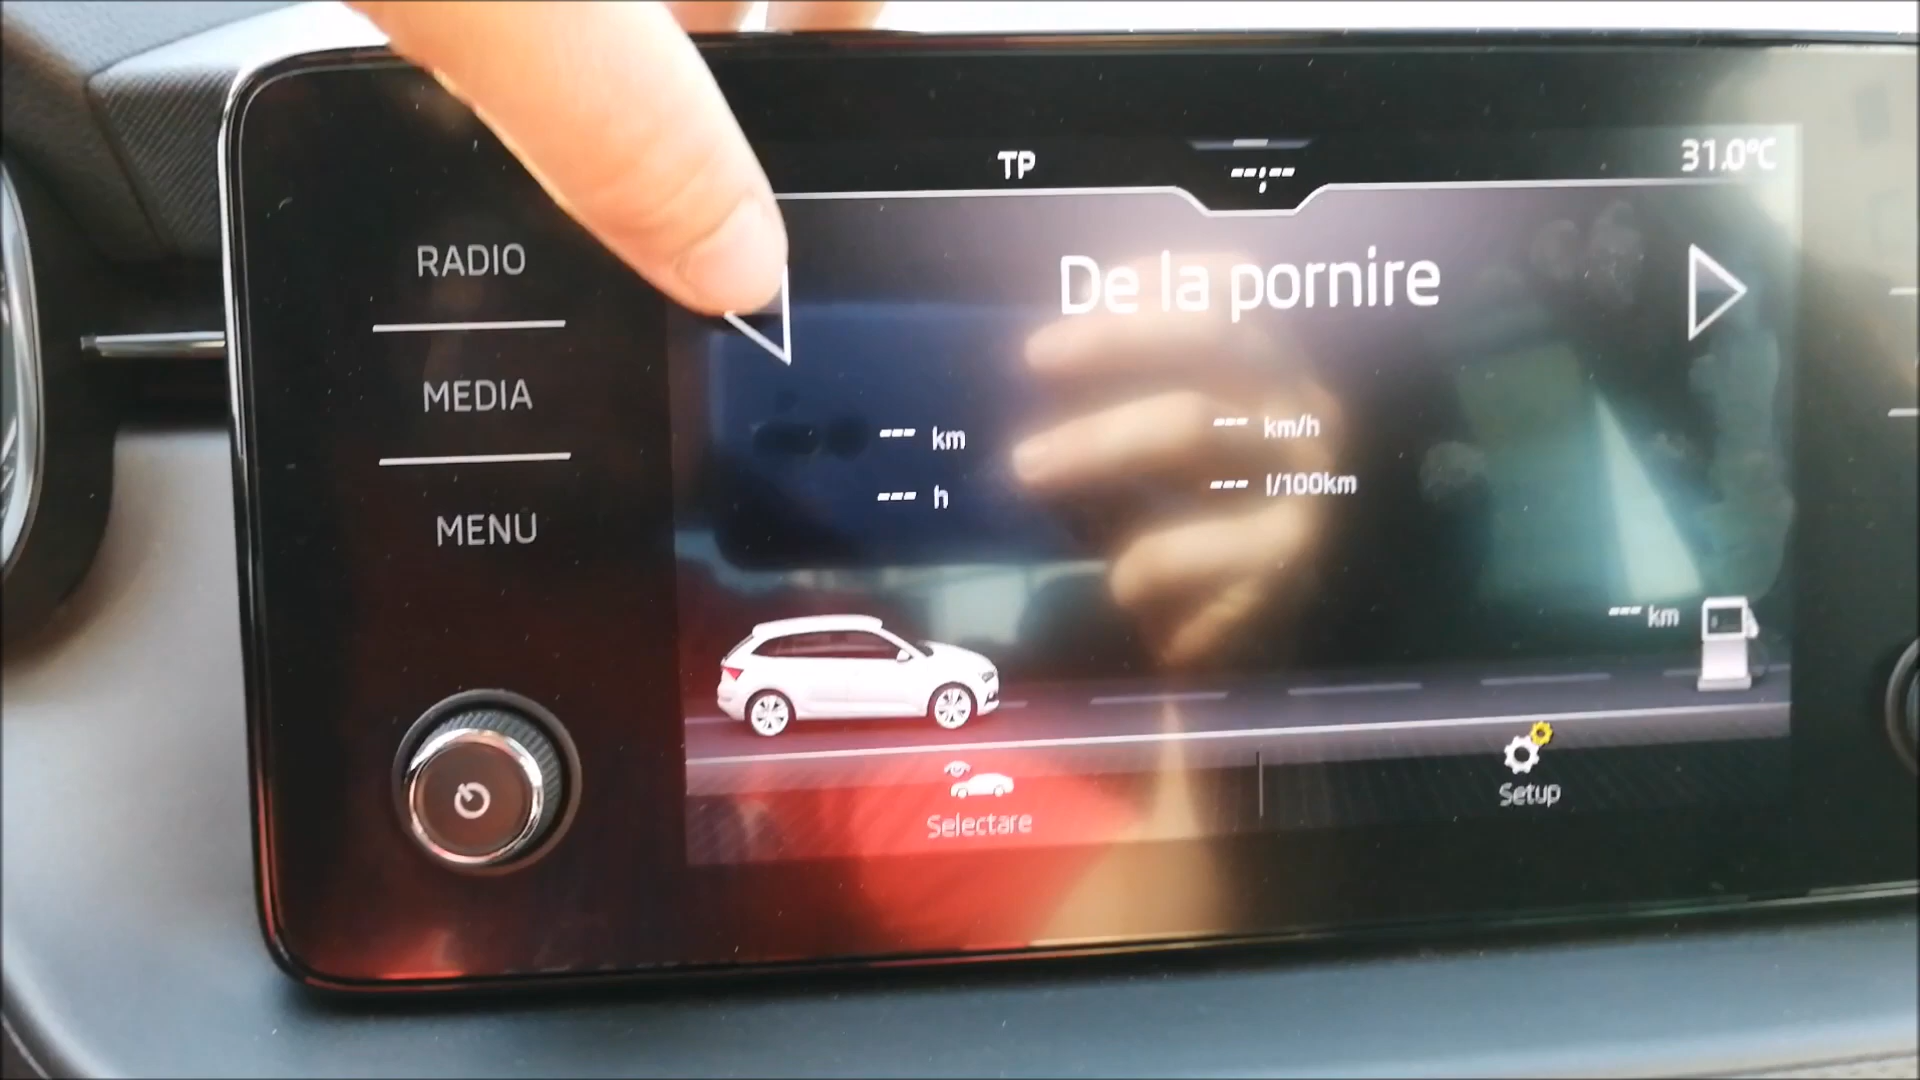 TP
--:--
31.0°C
RADIO
De la pornire
MEDIA
--- km
--- km/h
--- h
--- l/100km
MENU
--- km
Selectare
Setup